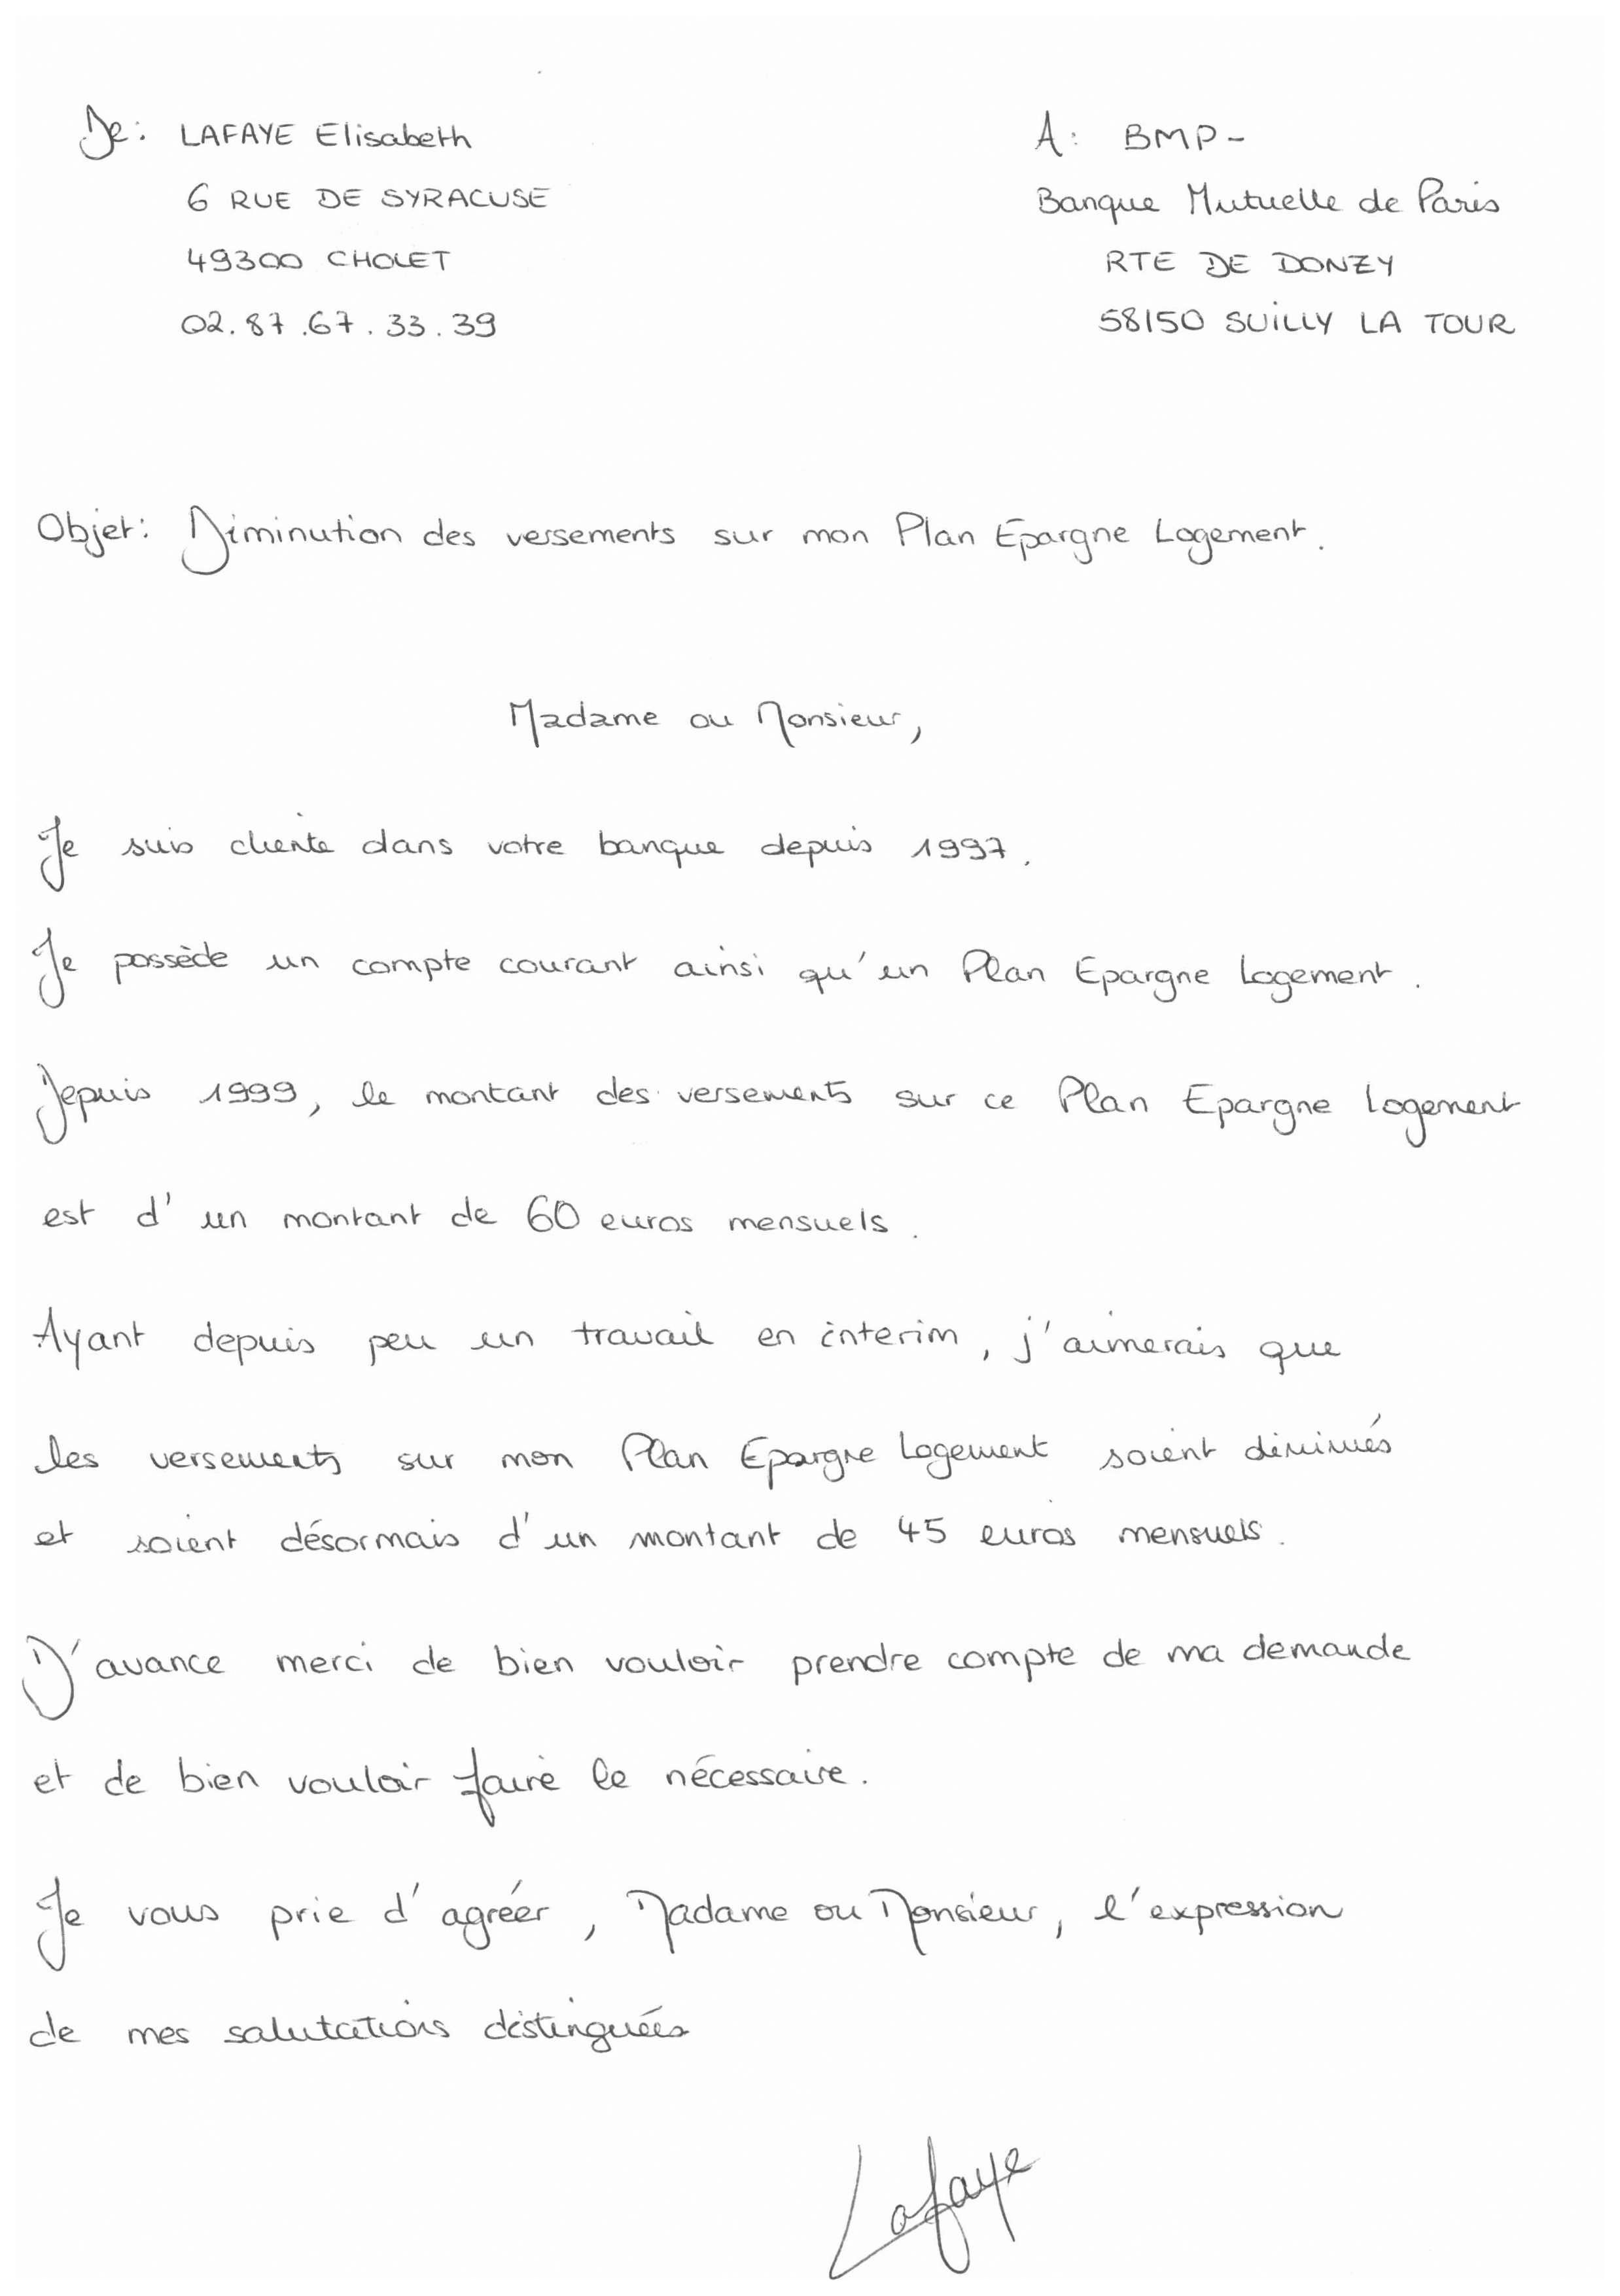 De: LAFAYE Elisabeth
6 RUE DE SYRACUSE
49300 CHOLET
02.87.67.33.39
A: BMP-
Banque Mutuelle de Paris
RTE DE DONZY
58150 SUILLY LA TOUR
Objet: Diminution des versements sur mon Plan Epargne Logement.
Madame ou Monsieur,
Je suis cliente dans votre banque depuis 1997.
Je possède un compte courant ainsi qu'un Plan Epargne Logement.
Depuis 1999, le montant des versements sur ce Plan Epargne Logement
est d'un montant de 60 euros mensuels.
Ayant depuis peu un travail en interim, j'aimerais que
les versements sur mon Plan Epargne Logement soient diminués
et soient désormais d'un montant de 45 euros mensuels.
D'avance merci de bien vouloir prendre compte de ma demande
et de bien vouloir faire le nécessaire.
Je vous prie d'agréer, Madame ou Monsieur, l'expression
de mes salutations distinguées
Lafaye